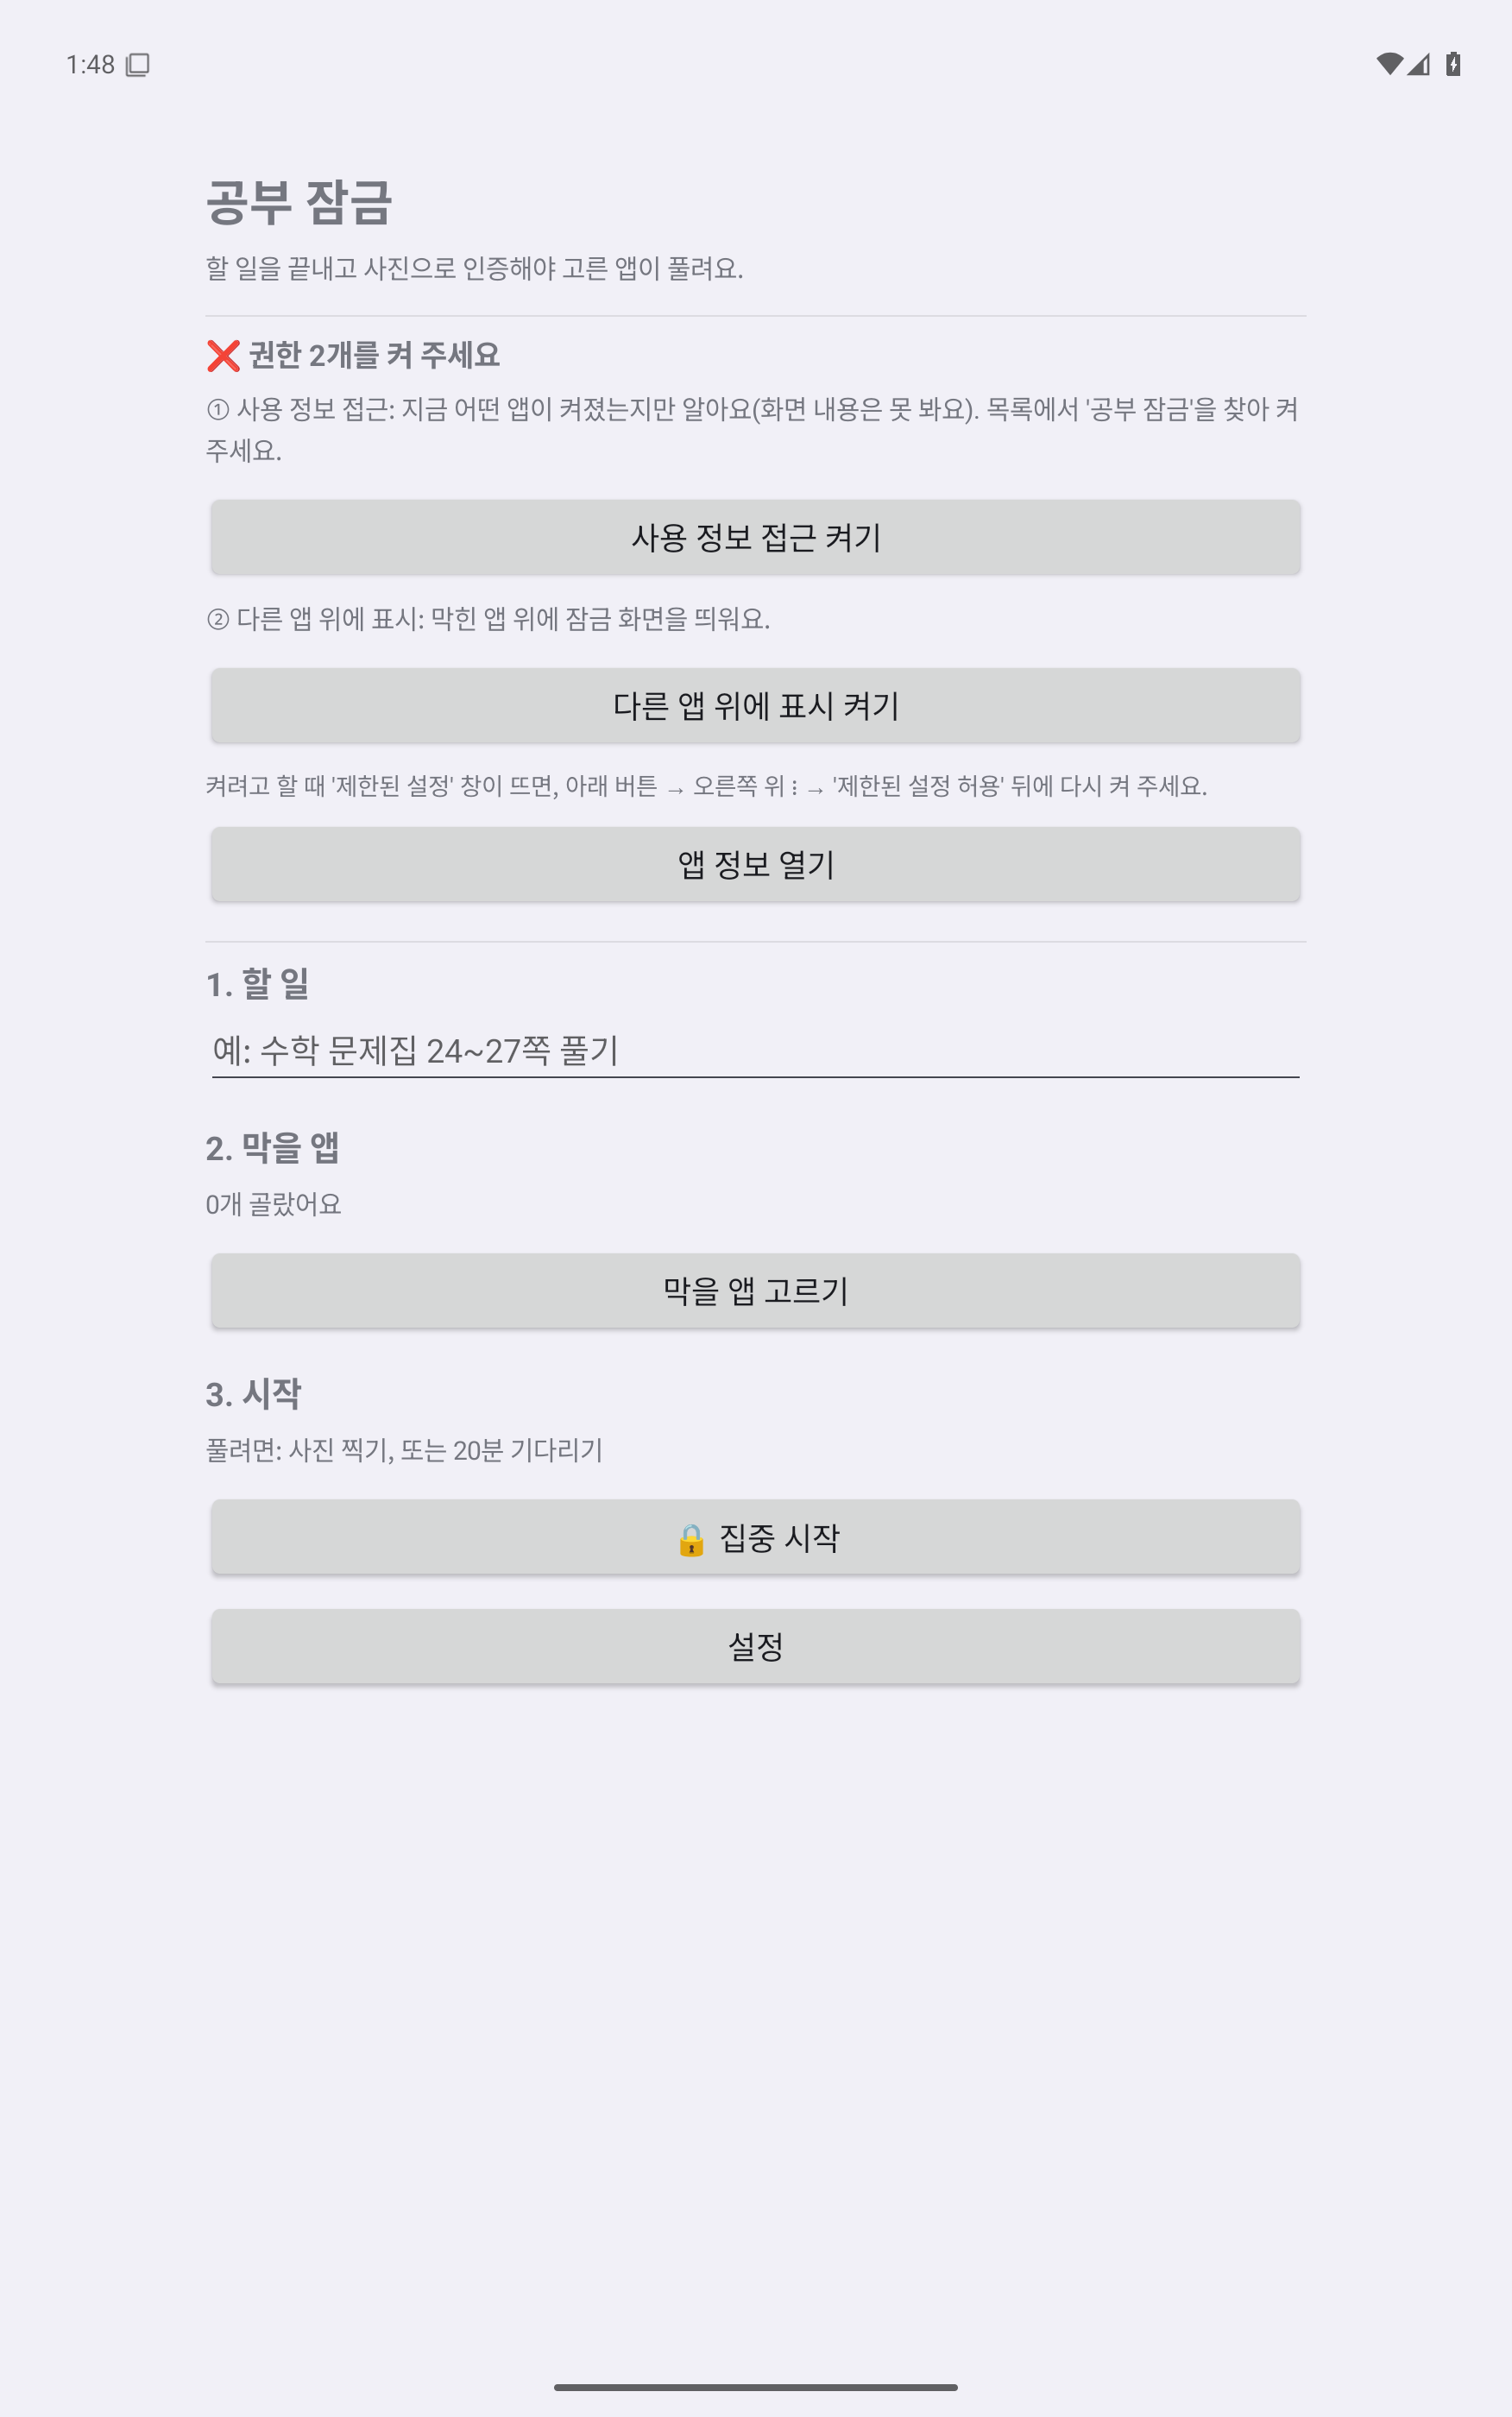 1:48
공부 잠금
할 일을 끝내고 사진으로 인증해야 고른 앱이 풀려요.
❌ 권한 2개를 켜 주세요
① 사용 정보 접근: 지금 어떤 앱이 켜졌는지만 알아요(화면 내용은 못 봐요). 목록에서 '공부 잠금'을 찾아 켜
주세요.
사용 정보 접근 켜기
② 다른 앱 위에 표시: 막힌 앱 위에 잠금 화면을 띄워요.
다른 앱 위에 표시 켜기
켜려고 할 때 '제한된 설정' 창이 뜨면, 아래 버튼 → 오른쪽 위 ⋮ → '제한된 설정 허용' 뒤에 다시 켜 주세요.
앱 정보 열기
1. 할 일
예: 수학 문제집 24~27쪽 풀기
2. 막을 앱
0개 골랐어요
막을 앱 고르기
3. 시작
풀려면: 사진 찍기, 또는 20분 기다리기
🔒 집중 시작
설정